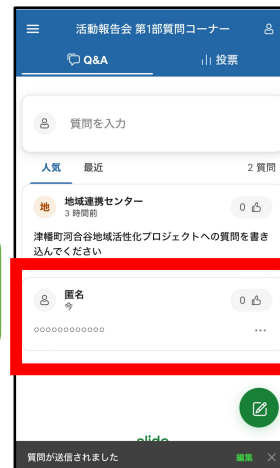 活動報告会 第1部質問コーナー
Q&A
投票
質問を入力
人気 最近 2 質問
地 地域連携センター
3 時間前
0
津幡町河合谷地域活性化プロジェクトへの質問を書き
込んでください
匿名
今
0
○○○○○○○○○○○○
...
slido
質問が送信されました 編集